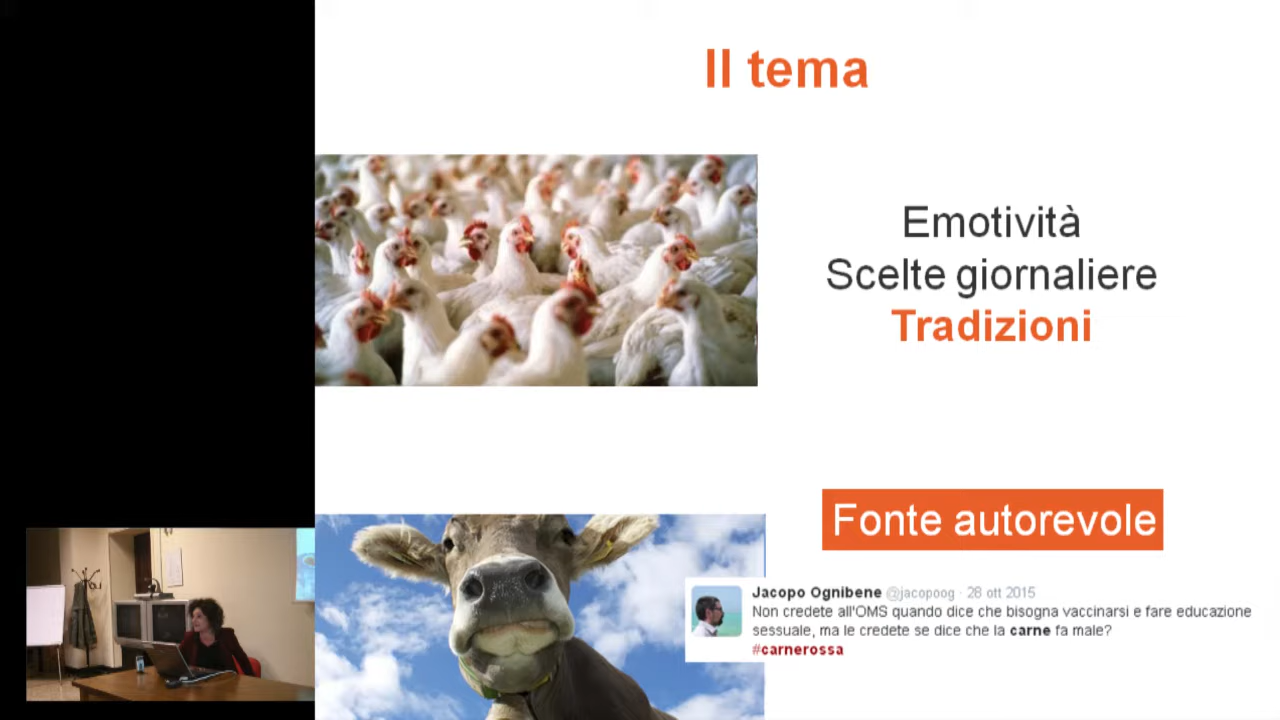 Il tema
Emotività
Scelte giornaliere
Tradizioni
Fonte autorevole
Jacopo Ognibene @jacopoog · 28 ott 2015
Non credete all'OMS quando dice che bisogna vaccinarsi e fare educazione
sessuale, ma le credete se dice che la carne fa male?
#carnerossa